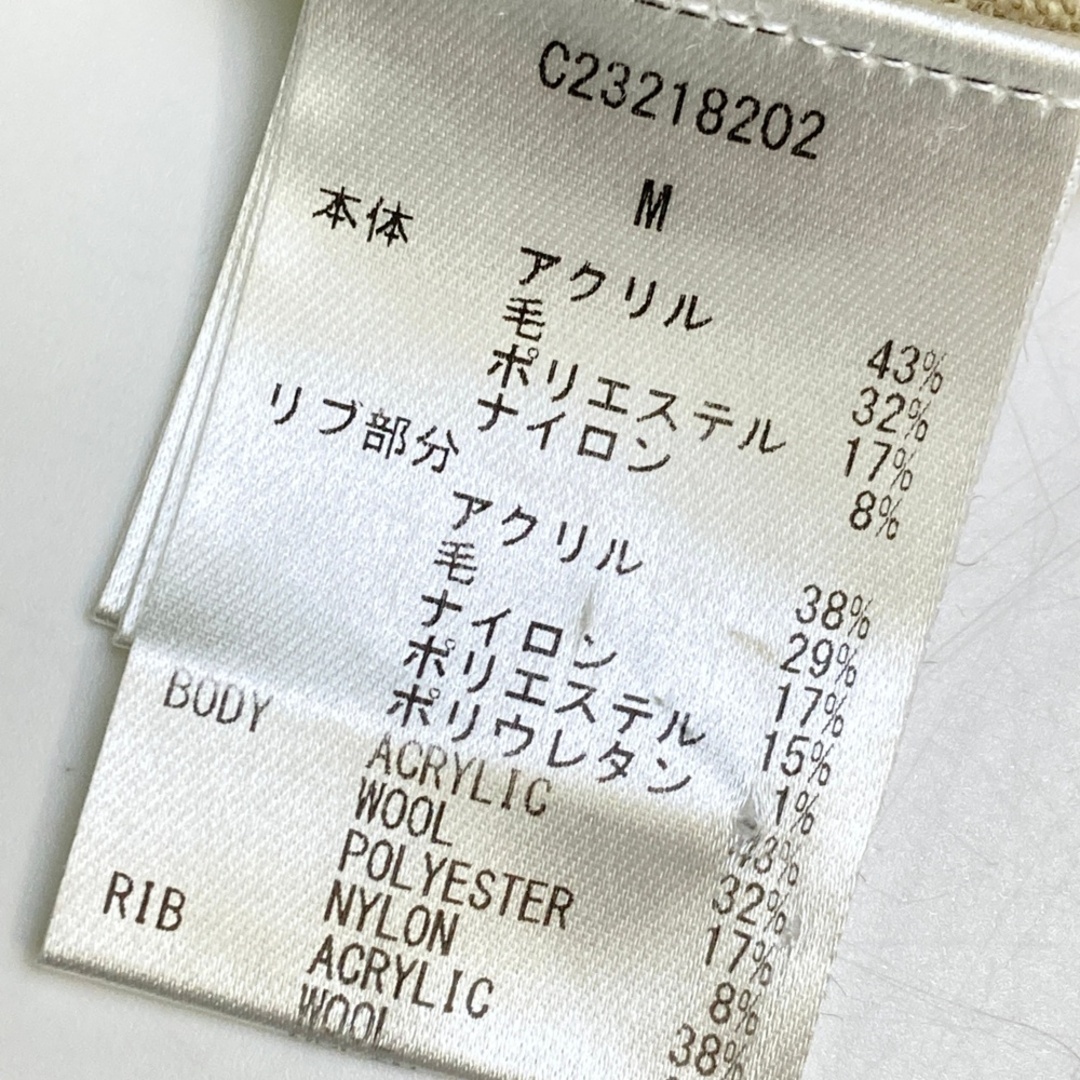 C23218202
M
本体
アクリル 43%
毛 32%
ポリエステル 17%
ナイロン 8%
リブ部分
アクリル 38%
毛 29%
ナイロン 17%
ポリエステル 15%
ポリウレタン 1%
BODY
ACRYLIC 43%
WOOL 32%
POLYESTER 17%
NYLON 8%
RIB
ACRYLIC 38%
WOOL